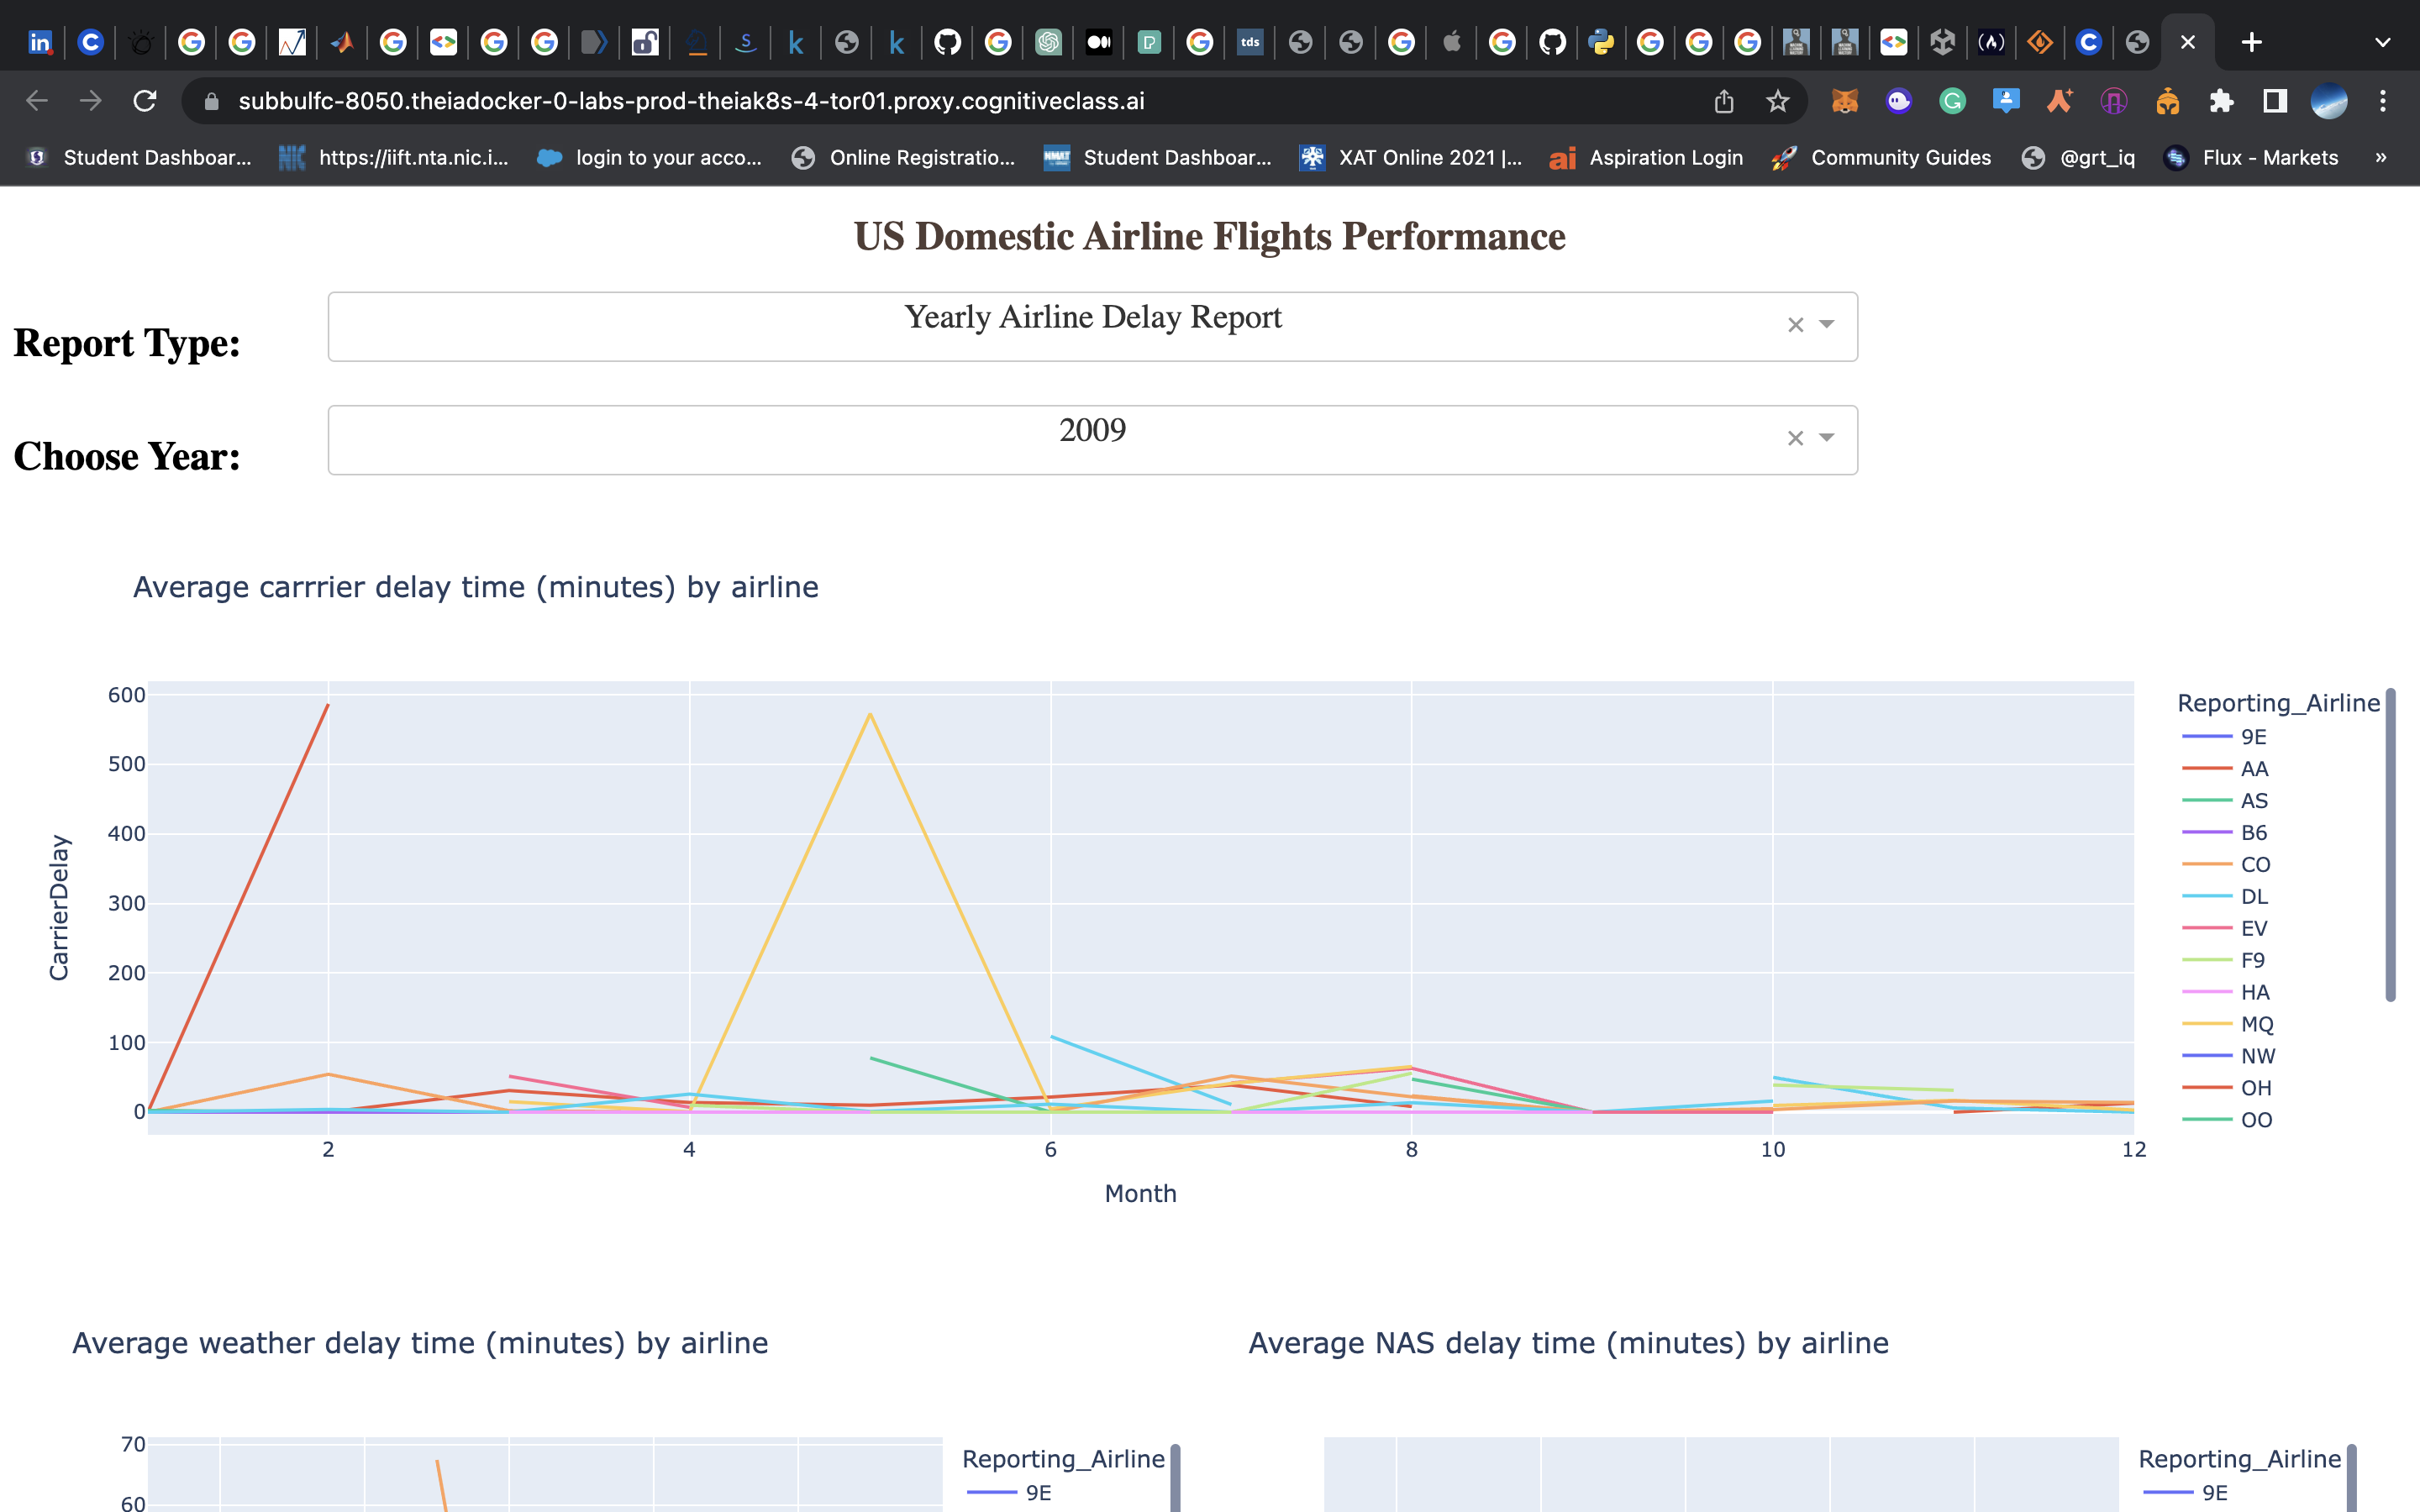 in C G G G G G S k k G P G tds G G G G G C
subbulfc-8050.theiadocker-0-labs-prod-theiak8s-4-tor01.proxy.cognitiveclass.ai
Student Dashboar... https://iift.nta.nic.i... login to your acco... Online Registratio... NMAT Student Dashboar... XAT Online 2021 |... ai Aspiration Login Community Guides @grt_iq Flux - Markets »
US Domestic Airline Flights Performance
Report Type:
Yearly Airline Delay Report
Choose Year:
2009
Average carrrier delay time (minutes) by airline
600
500
400
300
200
100
0
CarrierDelay
2 4 6 8 10 12
Month
Reporting_Airline
9E
AA
AS
B6
CO
DL
EV
F9
HA
MQ
NW
OH
OO
Average weather delay time (minutes) by airline
70
60
Reporting_Airline
9E
Average NAS delay time (minutes) by airline
Reporting_Airline
9E